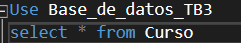 Use Base_de_datos_TB3
select * from Curso